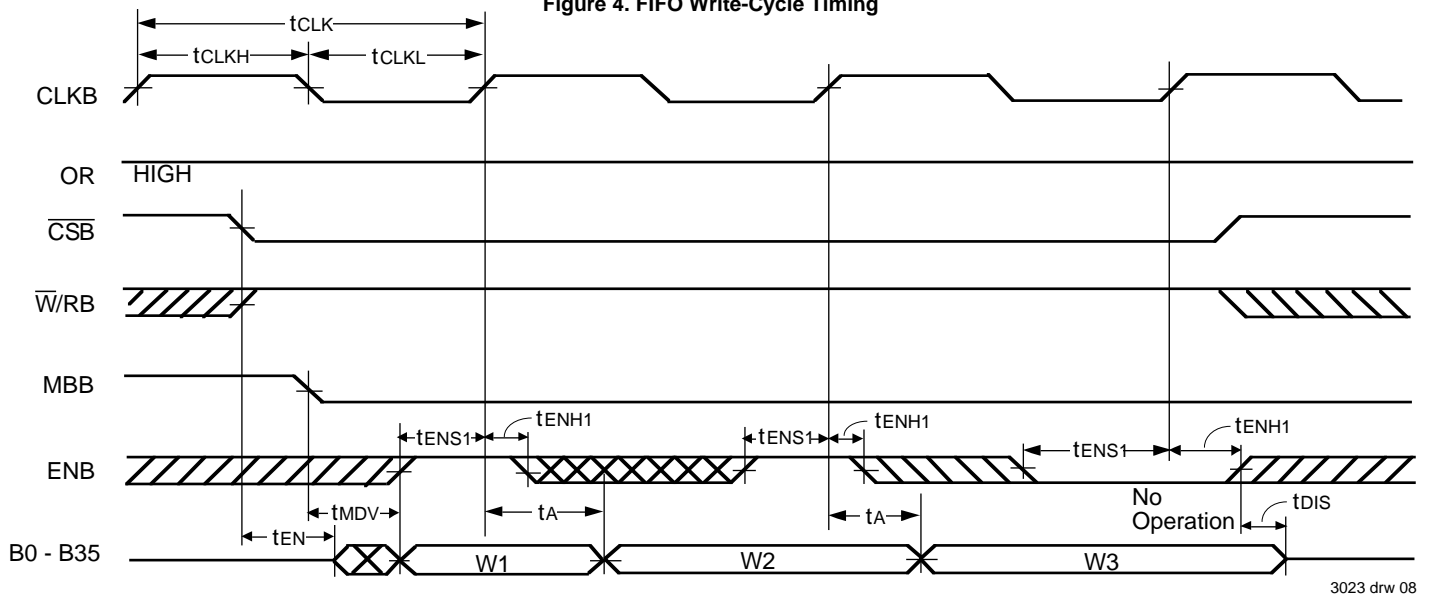 Figure 4. FIFO Write-Cycle Timing
tCLK
tCLKH
tCLKL
CLKB
OR
HIGH
CSB
W/RB
MBB
tENS1
tENH1
tENS1
tENH1
tENS1
tENH1
ENB
tMDV
tA
tA
No
Operation
tDIS
tEN
B0 - B35
W1
W2
W3
3023 drw 08